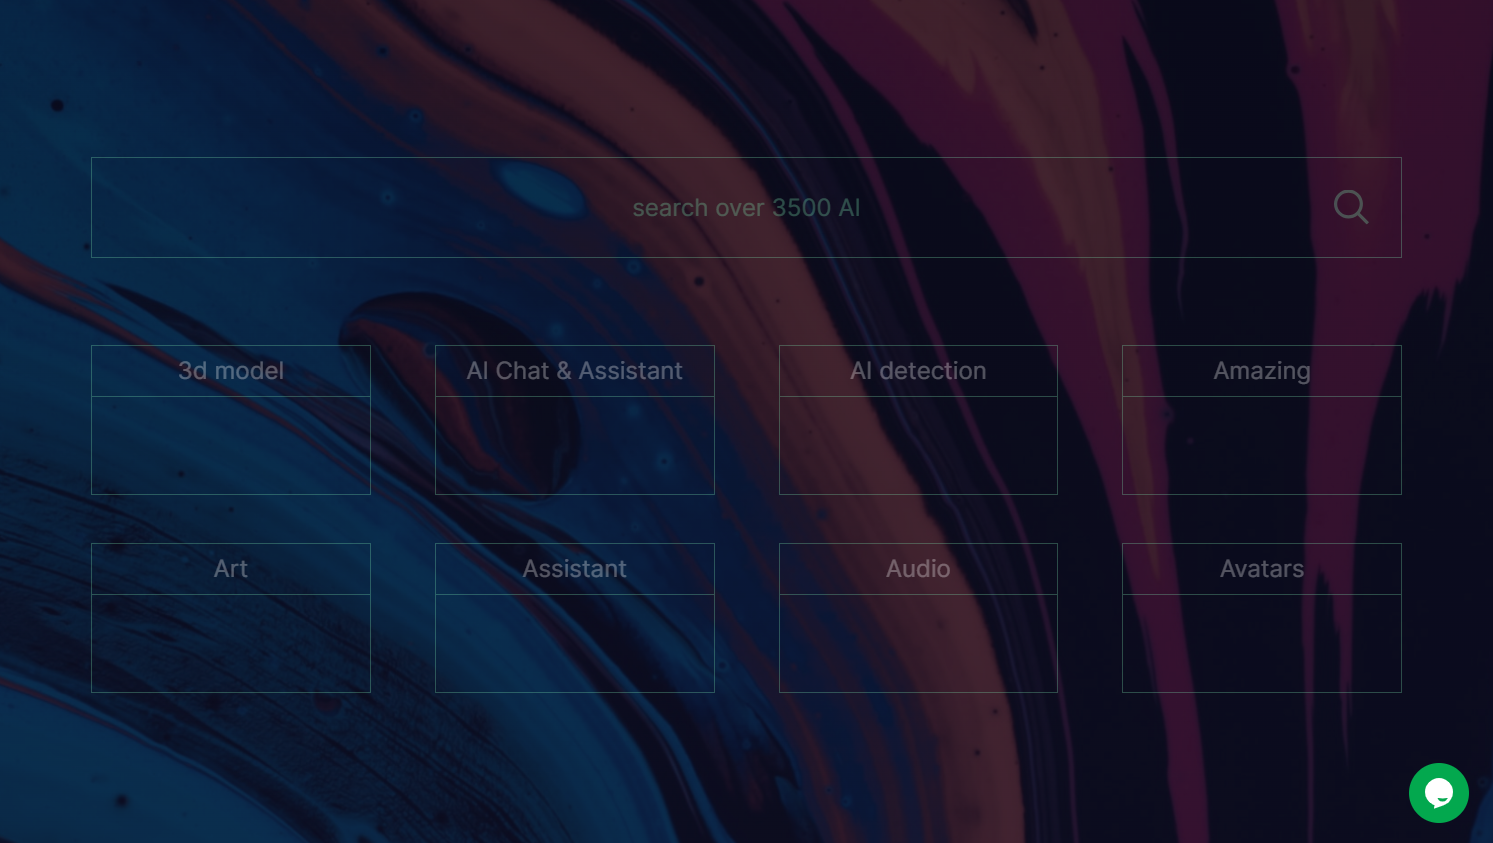 search over 3500 AI
3d model
AI Chat & Assistant
AI detection
Amazing
Art
Assistant
Audio
Avatars